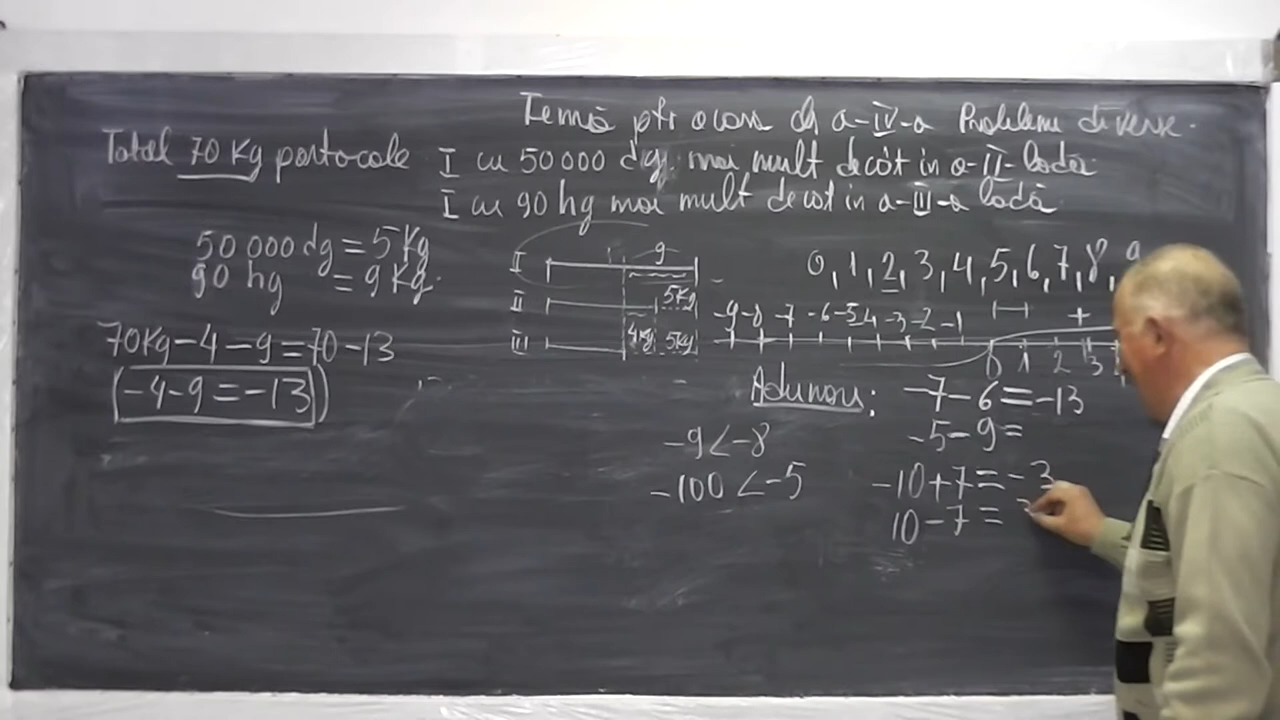 Temă ptr acasă cls a-IV-a Probleme diverse.
Total 70 Kg portocale I cu 50 000 dg. mai mult decât in a-II- ladă.
I cu 90 hg mai mult decât in a-III-a ladă
50 000 dg = 5 Kg
90 hg = 9 Kg.
I 9
II 5Kg
III 4Kg 5Kg
0, 1, 2, 3, 4, 5, 6, 7, 8, 9
-9 -8 -7 -6 -5 -4 -3 -2 -1 +
0 1 2 3
70Kg - 4 - 9 = 70 - 13
(-4 - 9 = -13)
Adunare: -7 - 6 = -13
-5 - 9 =
-9 < -8
-100 < -5
-10 + 7 = -3
10 - 7 =